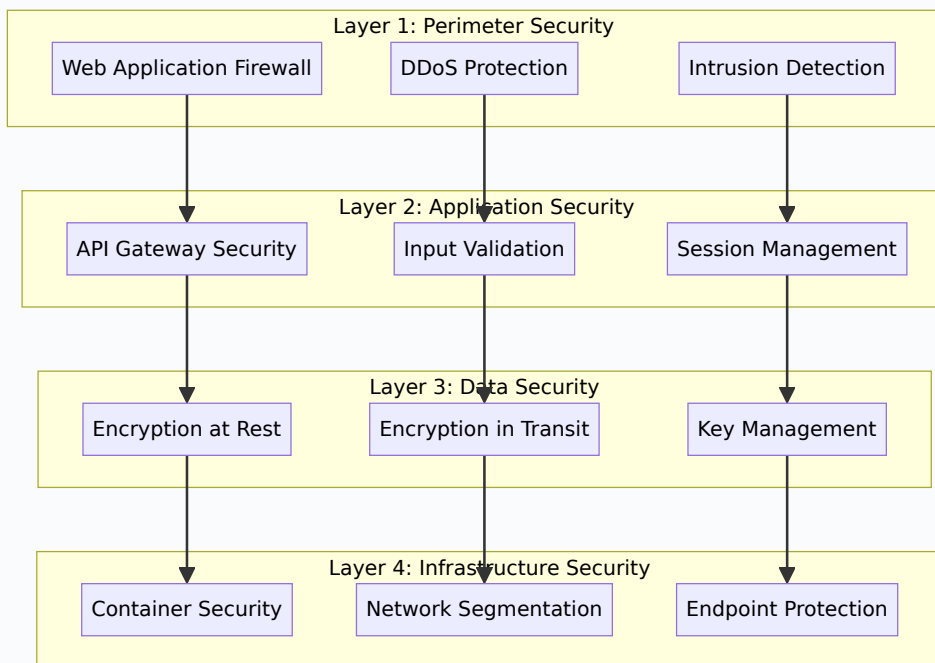 Layer 1: Perimeter Security
Web Application Firewall
DDoS Protection
Intrusion Detection
Layer 2: Application Security
API Gateway Security
Input Validation
Session Management
Layer 3: Data Security
Encryption at Rest
Encryption in Transit
Key Management
Layer 4: Infrastructure Security
Container Security
Network Segmentation
Endpoint Protection